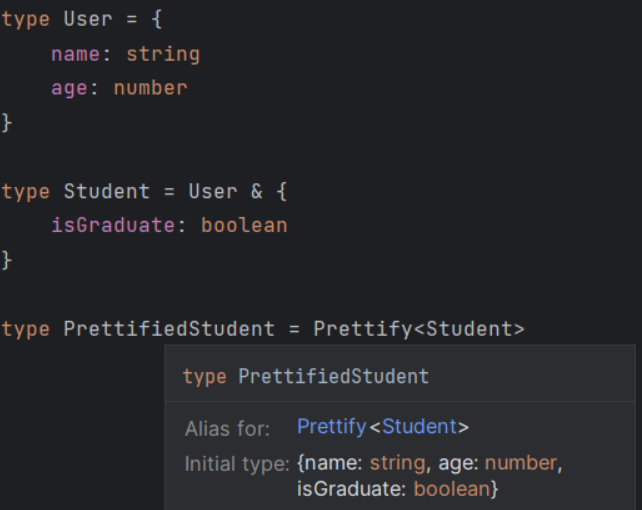 type User = {
    name: string
    age: number
}
type Student = User & {
    isGraduate: boolean
}
type PrettifiedStudent = Prettify<Student>
type PrettifiedStudent
Alias for: Prettify<Student>
Initial type: {name: string, age: number,
isGraduate: boolean}